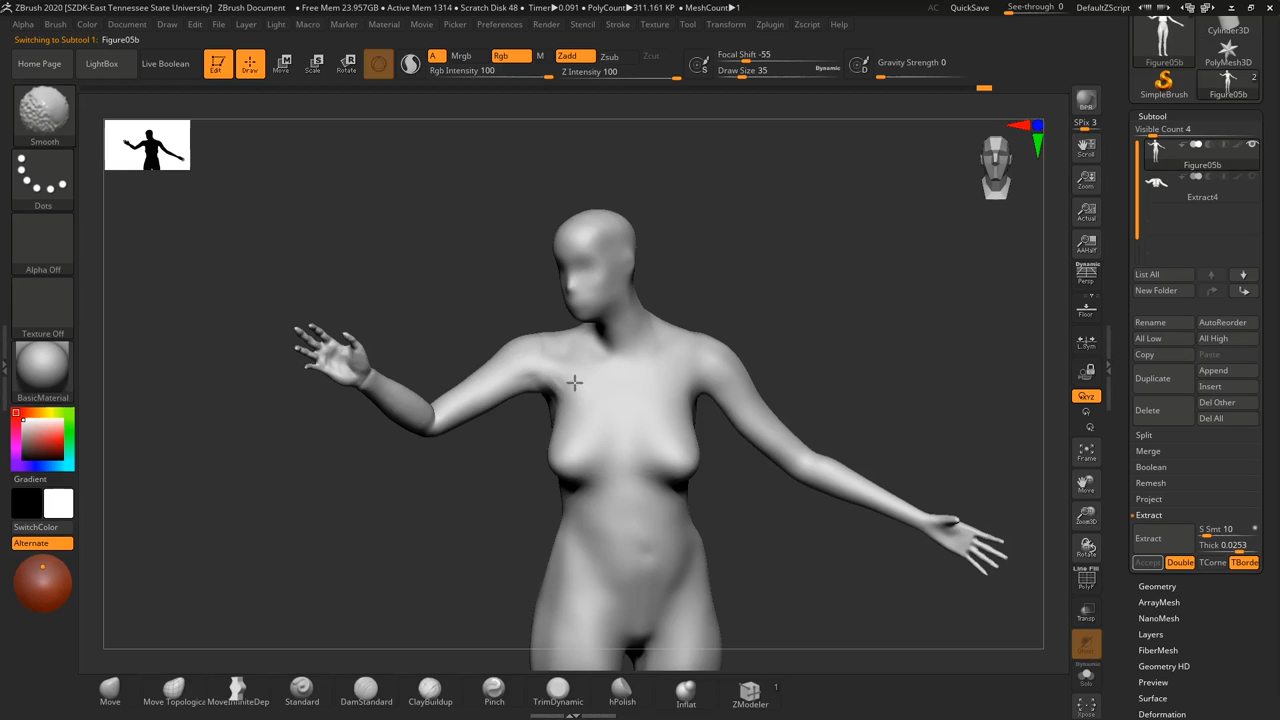 ZBrush 2020 [SZDK-East Tennessee State University] ZBrush Document • Free Mem 23.957GB • Active Mem 1314 • Scratch Disk 48 • Timer▶0.091 • PolyCount▶311.161 KP • MeshCount▶1 AC QuickSave See-through 0 Menus DefaultZScript
Alpha Brush Color Document Draw Edit File Layer Light Macro Marker Material Movie Picker Preferences Render Stencil Stroke Texture Tool Transform Zplugin Zscript Help
Switching to Subtool 1: Figure05b
Home Page LightBox Live Boolean Edit Draw Move Scale Rotate
A Mrgb Rgb M Zadd Zsub Zcut
Rgb Intensity 100 Z Intensity 100
Focal Shift -55
Draw Size 35 Dynamic
Gravity Strength 0
S D
Smooth
Dots
Alpha Off
Texture Off
BasicMaterial
Gradient
SwitchColor
Alternate
BPR
SPix 3
Scroll
Zoom
Actual
AAHalf
Dynamic
Persp
Floor
L.Sym
XYZ
Frame
Move
Zoom3D
Rotate
Line Fill
PolyF
Transp
Dynamic
Solo
Xpose
Cylinder3D
Figure05b PolyMesh3D
2
SimpleBrush Figure05b
Subtool
Visible Count 4
Figure05b
Extract4
List All
New Folder
Rename AutoReorder
All Low All High
Copy Paste
Duplicate Append
Insert
Delete Del Other
Del All
Split
Merge
Boolean
Remesh
Project
Extract
Extract S Smt 10
Thick 0.0253
Accept Double TCorne TBorde
Geometry
ArrayMesh
NanoMesh
Layers
FiberMesh
Geometry HD
Preview
Surface
Deformation
Move Move Topologica MoveInfiniteDep Standard DamStandard ClayBuildup Pinch TrimDynamic hPolish Inflat ZModeler
1